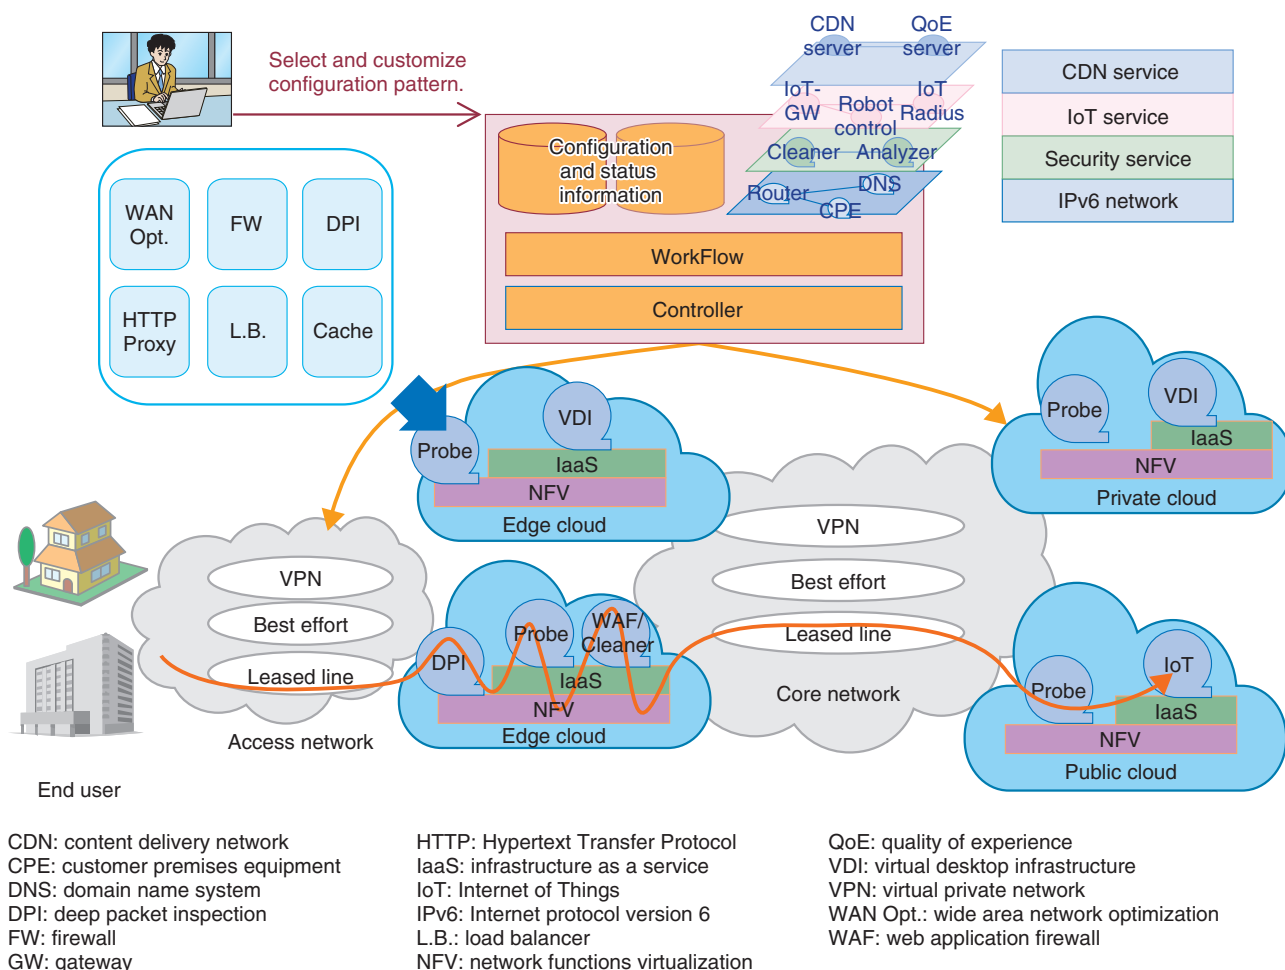 Select and customize
configuration pattern.
CDN
server
QoE
server
IoT-
GW
Robot
control
IoT
Radius
Cleaner
Analyzer
Router
DNS
CPE
CDN service
IoT service
Security service
IPv6 network
Configuration
and status
information
WorkFlow
Controller
WAN
Opt.
FW
DPI
HTTP
Proxy
L.B.
Cache
Probe
VDI
IaaS
NFV
Edge cloud
Probe
VDI
IaaS
NFV
Private cloud
VPN
Best effort
Leased line
Access network
VPN
Best effort
Leased line
Core network
DPI
Probe
WAF/
Cleaner
IaaS
NFV
Edge cloud
Probe
IoT
IaaS
NFV
Public cloud
End user
CDN: content delivery network
CPE: customer premises equipment
DNS: domain name system
DPI: deep packet inspection
FW: firewall
GW: gateway
HTTP: Hypertext Transfer Protocol
IaaS: infrastructure as a service
IoT: Internet of Things
IPv6: Internet protocol version 6
L.B.: load balancer
NFV: network functions virtualization
QoE: quality of experience
VDI: virtual desktop infrastructure
VPN: virtual private network
WAN Opt.: wide area network optimization
WAF: web application firewall